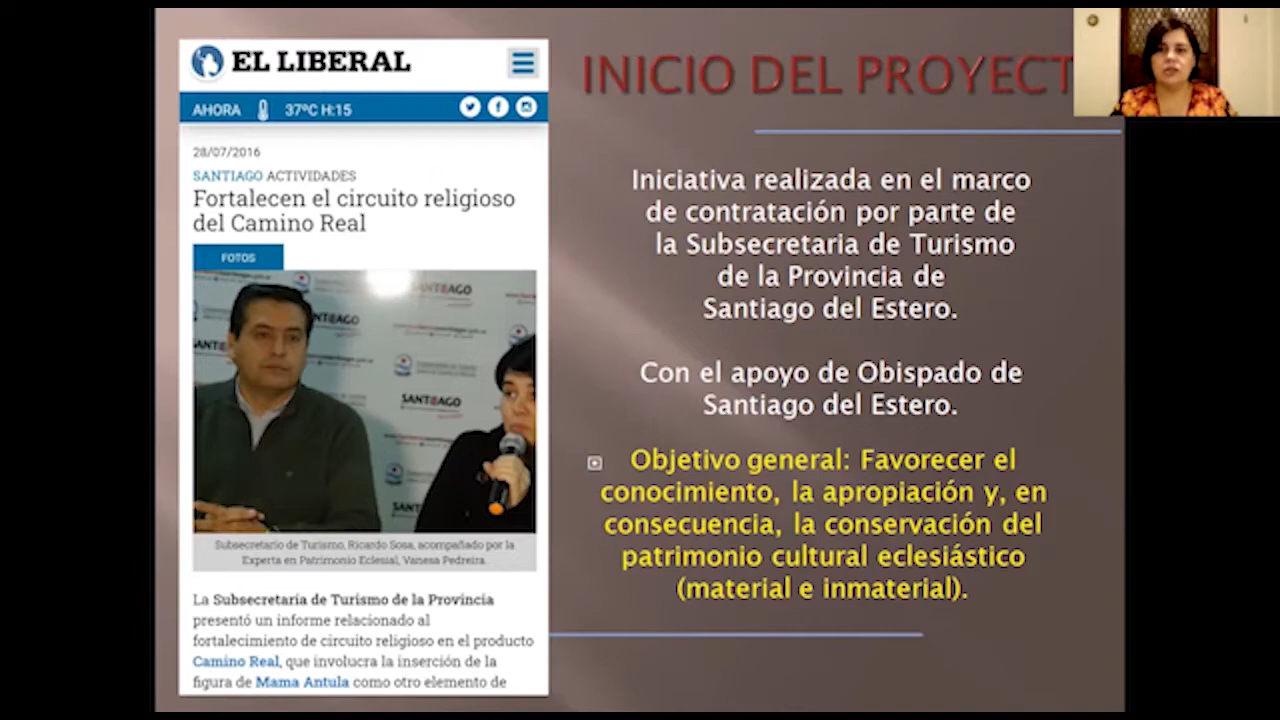 EL LIBERAL
AHORA 37ºC H:15
28/07/2016
SANTIAGO ACTIVIDADES
Fortalecen el circuito religioso
del Camino Real
FOTOS
SANTIAGO
Subsecretario de Turismo, Ricardo Sosa, acompañado por la
Experta en Patrimonio Eclesial, Vanesa Pedreira.
La Subsecretaría de Turismo de la Provincia
presentó un informe relacionado al
fortalecimiento de circuito religioso en el producto
Camino Real, que involucra la inserción de la
figura de Mama Antula como otro elemento de
INICIO DEL PROYECT
Iniciativa realizada en el marco
de contratación por parte de
la Subsecretaria de Turismo
de la Provincia de
Santiago del Estero.
Con el apoyo de Obispado de
Santiago del Estero.
Objetivo general: Favorecer el
conocimiento, la apropiación y, en
consecuencia, la conservación del
patrimonio cultural eclesiástico
(material e inmaterial).